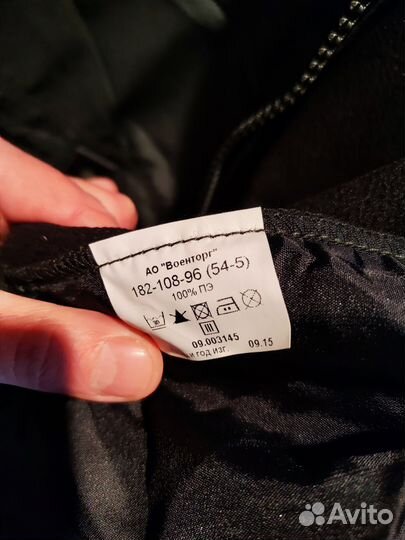 АО "Военторг"
182-108-96 (54-5)
100% ПЭ
09.003145
и год изг. 09.15
Avito